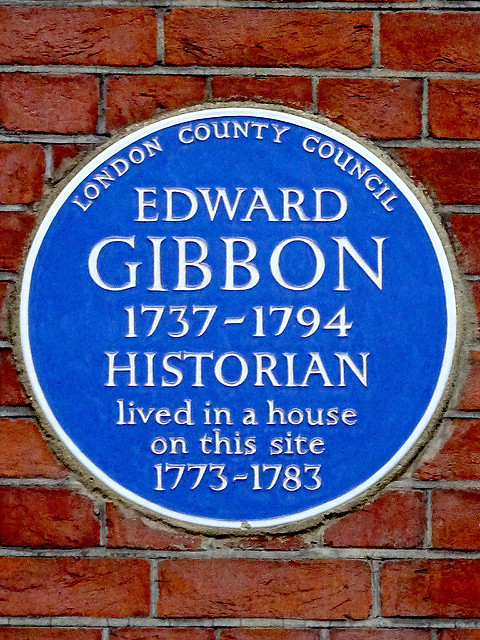 LONDON COUNTY COUNCIL
EDWARD
GIBBON
1737-1794
HISTORIAN
lived in a house
on this site
1773-1783